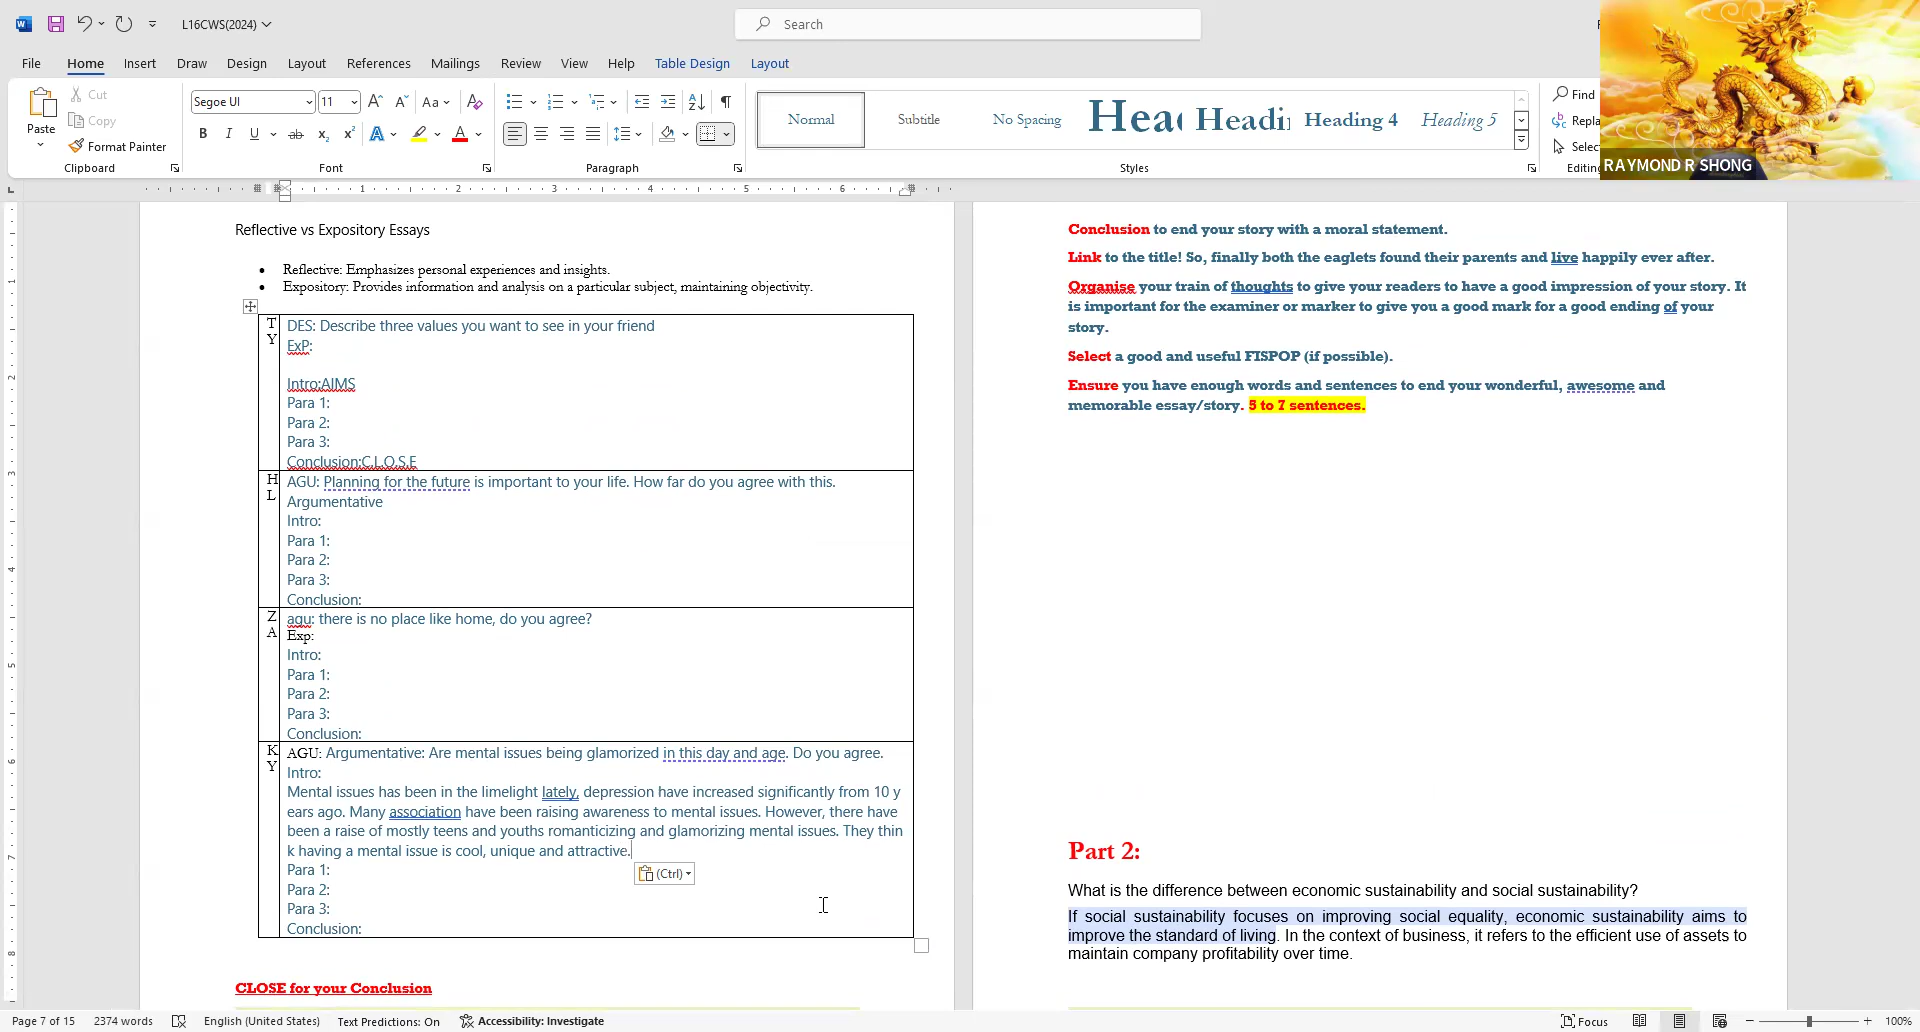 L16CWS(2024)
Search
File Home Insert Draw Design Layout References Mailings Review View Help Table Design Layout
Paste
Cut
Copy
Format Painter
Clipboard
Segoe UI 11
Font
Paragraph
Normal Subtitle No Spacing Heading 4 Heading 5
Styles
Find
Editing
RAYMOND R SHONG
Reflective vs Expository Essays
• Reflective: Emphasizes personal experiences and insights.
• Expository: Provides information and analysis on a particular subject, maintaining objectivity.
T
Y
DES: Describe three values you want to see in your friend
ExP:
Intro:AIMS
Para 1:
Para 2:
Para 3:
Conclusion:C,L,O,S,E
H
L
AGU: Planning for the future is important to your life. How far do you agree with this.
Argumentative
Intro:
Para 1:
Para 2:
Para 3:
Conclusion:
Z
A
agu: there is no place like home, do you agree?
Exp:
Intro:
Para 1:
Para 2:
Para 3:
Conclusion:
K
Y
AGU: Argumentative: Are mental issues being glamorized in this day and age. Do you agree.
Intro:
Mental issues has been in the limelight lately, depression have increased significantly from 10 y
ears ago. Many association have been raising awareness to mental issues. However, there have
been a raise of mostly teens and youths romanticizing and glamorizing mental issues. They thin
k having a mental issue is cool, unique and attractive.
(Ctrl)
Para 1:
Para 2:
Para 3:
Conclusion:
CLOSE for your Conclusion
Conclusion to end your story with a moral statement.
Link to the title! So, finally both the eaglets found their parents and live happily ever after.
Organise your train of thoughts to give your readers to have a good impression of your story. It
is important for the examiner or marker to give you a good mark for a good ending of your
story.
Select a good and useful FISPOP (if possible).
Ensure you have enough words and sentences to end your wonderful, awesome and
memorable essay/story. 5 to 7 sentences.
Part 2:
What is the difference between economic sustainability and social sustainability?
If social sustainability focuses on improving social equality, economic sustainability aims to
improve the standard of living. In the context of business, it refers to the efficient use of assets to
maintain company profitability over time.
Page 7 of 15 2374 words English (United States) Text Predictions: On Accessibility: Investigate Focus 100%